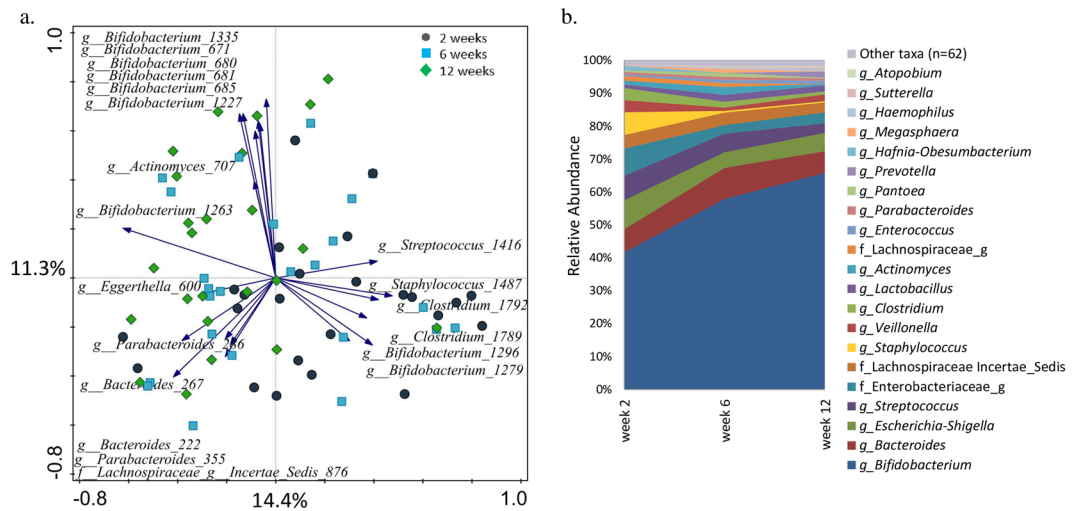 a.
b.
1.0
g__Bifidobacterium_1335
g__Bifidobacterium_671
g__Bifidobacterium_680
g__Bifidobacterium_681
g__Bifidobacterium_685
g__Bifidobacterium_1227
2 weeks
6 weeks
12 weeks
g__Actinomyces_707
g__Bifidobacterium_1263
g__Streptococcus_1416
11.3%
g__Eggerthella_600
g__Staphylococcus_1487
g__Clostridium_1792
g__Clostridium_1789
g__Parabacteroides_266
g__Bifidobacterium_1296
g__Bifidobacterium_1279
g__Bacteroides_267
g__Bacteroides_222
g__Parabacteroides_355
f__Lachnospiraceae_g__Incertae_Sedis_876
-0.8
-0.8
14.4%
1.0
Relative Abundance
100%
90%
80%
70%
60%
50%
40%
30%
20%
10%
0%
week 2
week 6
week 12
Other taxa (n=62)
g_Atopobium
g_Sutterella
g_Haemophilus
g_Megasphaera
g_Hafnia-Obesumbacterium
g_Prevotella
g_Pantoea
g_Parabacteroides
g_Enterococcus
f_Lachnospiraceae_g
g_Actinomyces
g_Lactobacillus
g_Clostridium
g_Veillonella
g_Staphylococcus
f_Lachnospiraceae Incertae_Sedis
f_Enterobacteriaceae_g
g_Streptococcus
g_Escherichia-Shigella
g_Bacteroides
g_Bifidobacterium